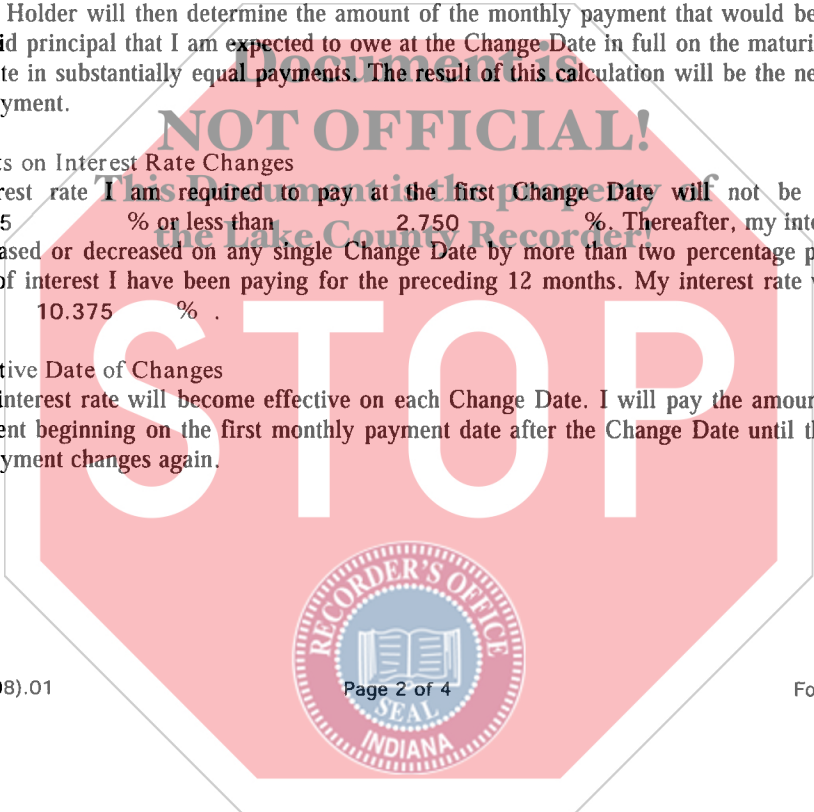 Holder will then determine the amount of the monthly payment that would be
id principal that I am expected to owe at the Change Date in full on the maturi
te in substantially equal payments. The result of this calculation will be the ne
yment.
Document is
NOT OFFICIAL!
This Document is the property of
the Lake County Recorder!
ts on Interest Rate Changes
rest rate I am required to pay at the first Change Date will not be
5 % or less than 2.750 %. Thereafter, my inte
ased or decreased on any single Change Date by more than two percentage p
of interest I have been paying for the preceding 12 months. My interest rate
10.375 % .
tive Date of Changes
interest rate will become effective on each Change Date. I will pay the amour
ent beginning on the first monthly payment date after the Change Date until th
yment changes again.
STOP
RECORDER'S OFFICE
SEAL
INDIANA
08).01 Page 2 of 4 Fo